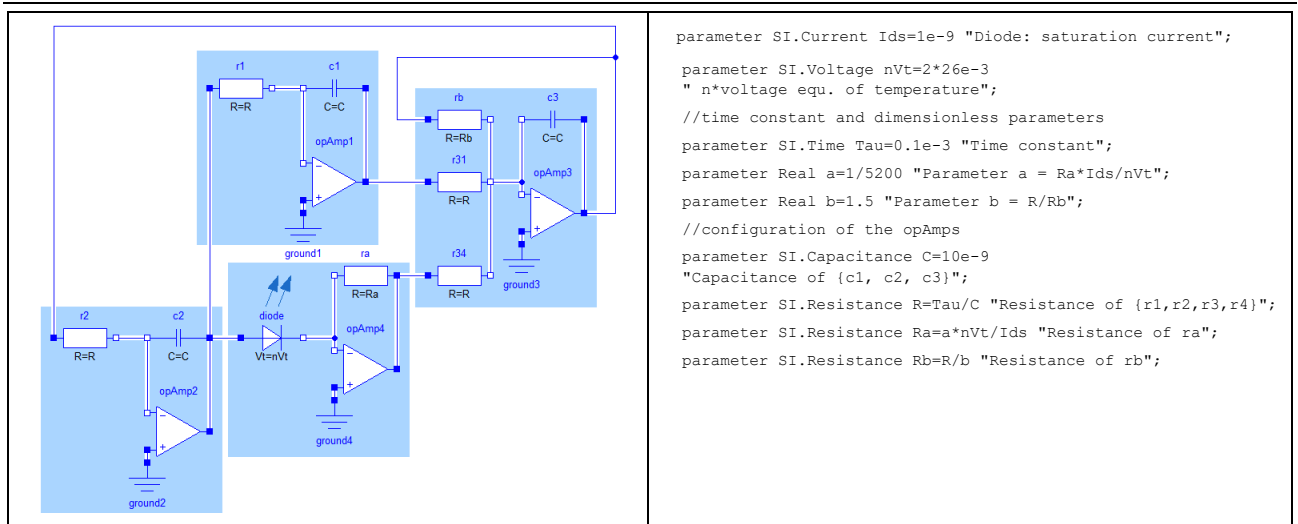 r1
c1
R=R
C=C
opAmp1
ground1
rb
c3
R=Rb
C=C
r31
opAmp3
R=R
r34
R=R
ground3
ra
R=Ra
diode
opAmp4
Vt=nVt
ground4
r2
c2
R=R
C=C
opAmp2
ground2
parameter SI.Current Ids=1e-9 "Diode: saturation current";
parameter SI.Voltage nVt=2*26e-3
" n*voltage equ. of temperature";
//time constant and dimensionless parameters
parameter SI.Time Tau=0.1e-3 "Time constant";
parameter Real a=1/5200 "Parameter a = Ra*Ids/nVt";
parameter Real b=1.5 "Parameter b = R/Rb";
//configuration of the opAmps
parameter SI.Capacitance C=10e-9
"Capacitance of {c1, c2, c3}";
parameter SI.Resistance R=Tau/C "Resistance of {r1,r2,r3,r4}";
parameter SI.Resistance Ra=a*nVt/Ids "Resistance of ra";
parameter SI.Resistance Rb=R/b "Resistance of rb";